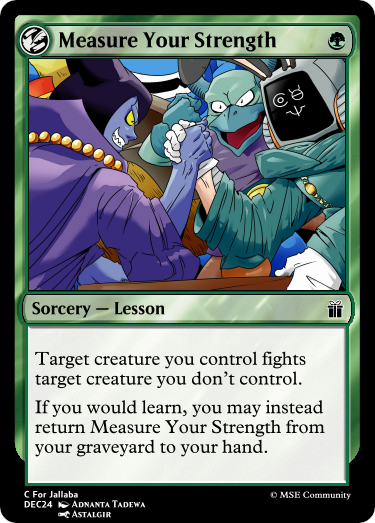 Measure Your Strength
Sorcery — Lesson
Target creature you control fights
target creature you don't control.
If you would learn, you may instead
return Measure Your Strength from
your graveyard to your hand.
C For Jallaba
DEC24 Adnanta Tadewa
Astalgir
© MSE Community